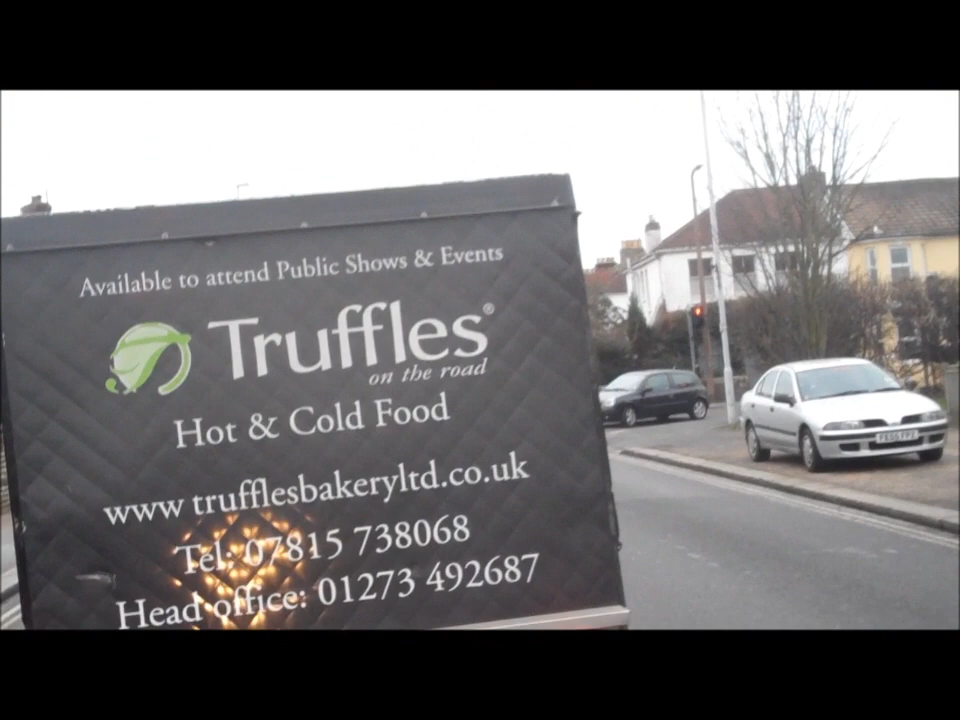 Available to attend Public Shows & Events
Truffles®
on the road
Hot & Cold Food
www trufflesbakeryltd.co.uk
Tel: 07815 738068
Head office: 01273 492687